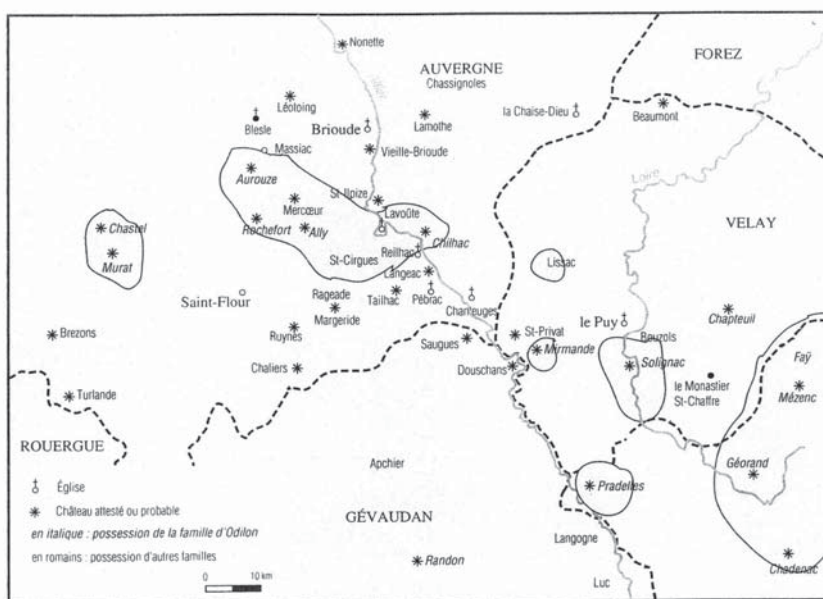 Nonette
AUVERGNE
FOREZ
Chassignoles
Léotoing
la Chaise-Dieu
Beaumont
Blesle
Brioude
Lamothe
Massiac
Vieille-Brioude
Loire
Aurouze
St-Ilpize
Mercœur
Lavoûte
VELAY
Chastel
Rochefort
Ally
Chilhac
Murat
St-Cirgues
Reilhac
Lissac
Langeac
Saint-Flour
Rageade
Tailhac
Pébrac
Chanteuges
Margeride
le Puy
Chapteuil
Brezons
Ruynes
St-Privat
Bouzols
Saugues
Mirmande
Solignac
Faÿ
Chaliers
Douschans
le Monastier
St-Chaffre
Mézenc
Turlande
ROUERGUE
Apchier
Géorand
Église
Pradelles
Château attesté ou probable
GÉVAUDAN
en italique : possession de la famille d'Odilon
Langogne
en romains : possession d'autres familles
Randon
Chadenac
0 10 km
Luc